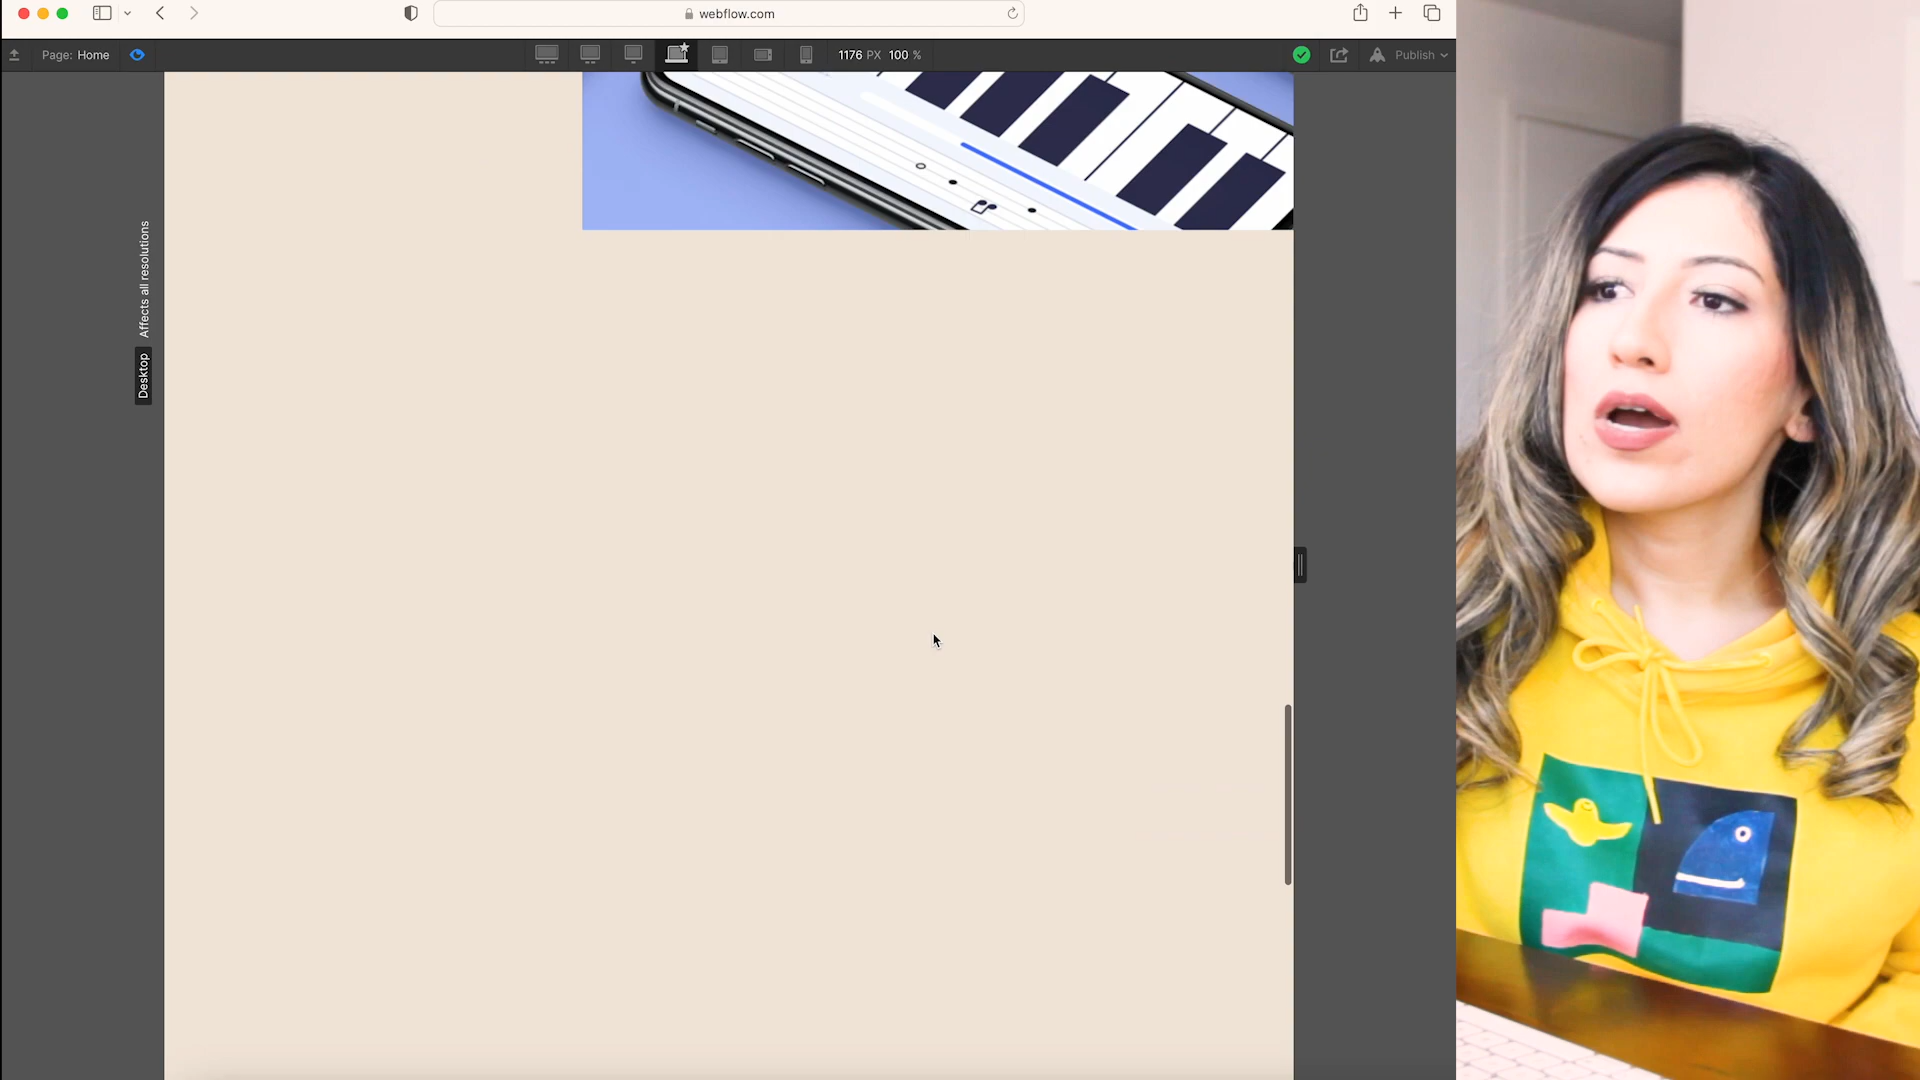 webflow.com
Page: Home
1176 PX 100 %
Publish
Affects all resolutions
Desktop